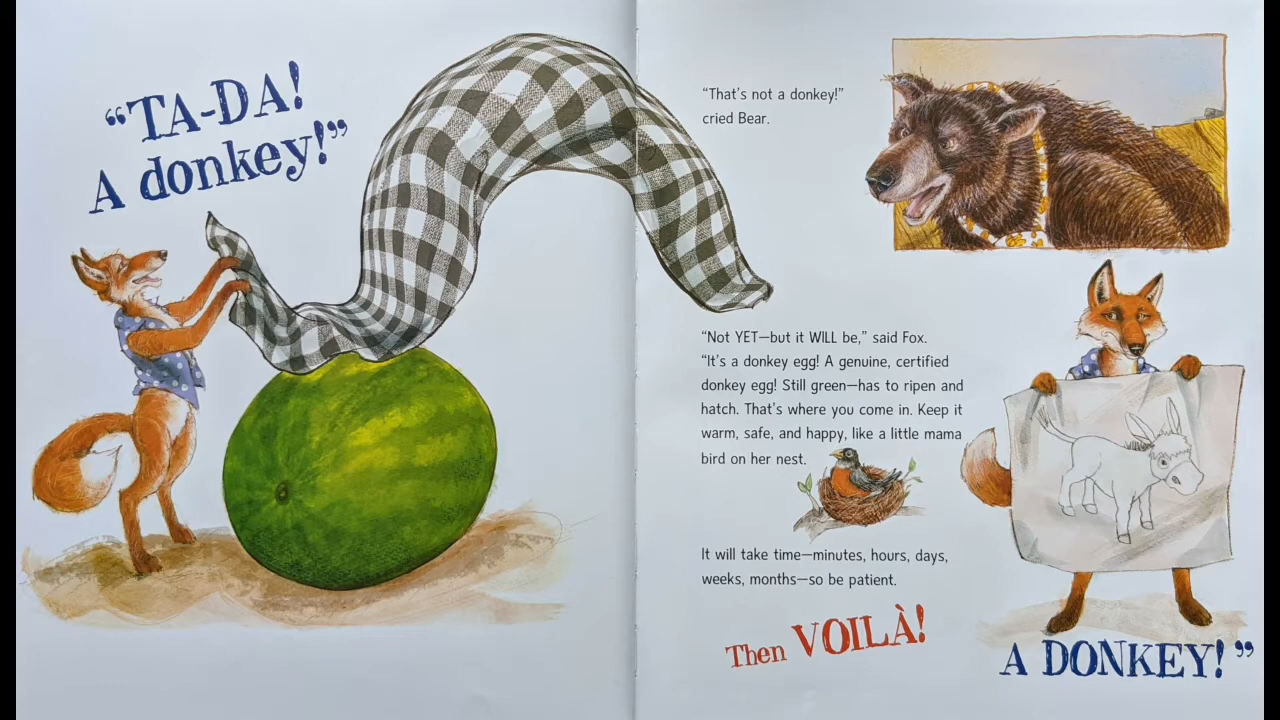 “TA-DA!
A donkey!”
“That’s not a donkey!”
cried Bear.
“Not YET—but it WILL be,” said Fox.
“It’s a donkey egg! A genuine, certified
donkey egg! Still green—has to ripen and
hatch. That’s where you come in. Keep it
warm, safe, and happy, like a little mama
bird on her nest.
It will take time—minutes, hours, days,
weeks, months—so be patient.
Then VOILÀ!
A DONKEY!”